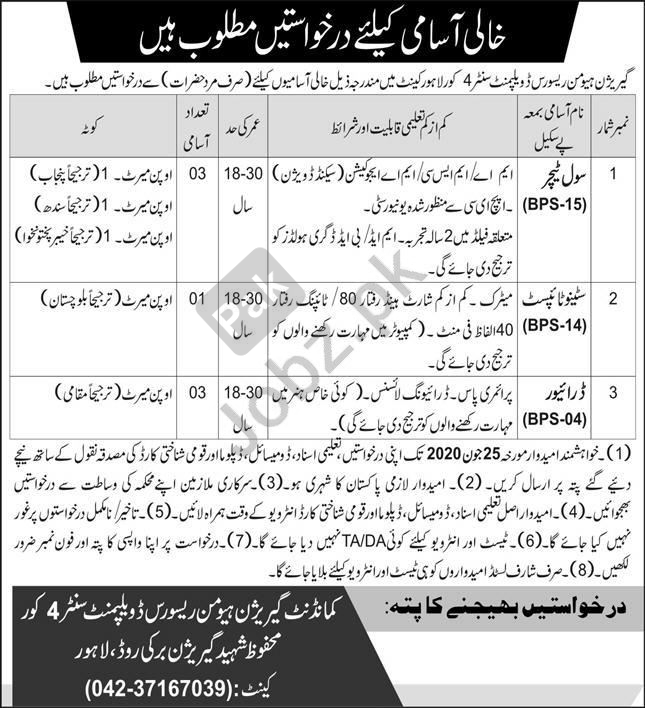 خالی آسامی کیلئے درخواستیں مطلوب ہیں
گیریژن ہیومن ریسورس ڈویلپمنٹ سنٹر 4 کور لاہور کینٹ میں مندرجہ ذیل خالی آسامیوں کیلئے (صرف مرد حضرات) سے درخواستیں مطلوب ہیں۔
نمبر شمار | نام آسامی بمعہ پے سکیل | کم از کم تعلیمی قابلیت اور شرائط | عمر کی حد | تعداد آسامی | کوٹہ
1 | سول ٹیچر (BPS-15) | 18-30 سال | 03
ایم اے/ ایم ایس سی/ ایم اے ایجوکیشن (سیکنڈ ڈویژن)
۔ ایچ ای سی سے منظور شدہ یونیورسٹی۔
متعلقہ فیلڈ میں 2 سالہ تجربہ۔ ایم ایڈ/ بی ایڈ ڈگری ہولڈز کو
ترجیح دی جائے گی۔
اوپن میرٹ۔ 1 (ترجیحاً پنجاب)
اوپن میرٹ۔ 1 (ترجیحاً سندھ)
اوپن میرٹ۔ 1 (ترجیحاً خیبر پختونخوا)
2 | سٹینو ٹائپسٹ (BPS-14) | 18-30 سال | 01
میٹرک۔ کم از کم شارٹ ہینڈ رفتار 80/ ٹائپنگ رفتار
40 الفاظ فی منٹ۔ (کمپیوٹر میں مہارت رکھنے والوں کو
ترجیح دی جائے گی۔
اوپن میرٹ (ترجیحاً بلوچستان)
3 | ڈرائیور (BPS-04) | 18-30 سال | 03
پرائمری پاس۔ ڈرائیونگ لائسنس۔ (کوئی خاص ہنر میں
مہارت رکھنے والوں کو ترجیح دی جائے گی)۔
اوپن میرٹ (ترجیحاً مقامی)
(1)۔ خواہشمند امیدوار مورخہ 25 جون 2020 تک اپنی درخواستیں، تعلیمی اسناد، ڈومیسائل، ڈپلوما اور قومی شناختی کارڈ کی مصدقہ نقول کے ساتھ نیچے
دیئے گئے پتہ پر ارسال کریں۔ (2)۔ امیدوار لازمی پاکستان کا شہری ہو۔ (3)۔ سرکاری ملازمین اپنے محکمہ کی وساطت سے درخواستیں
بھجوائیں۔ (4)۔ امیدوار اصل تعلیمی اسناد، ڈومیسائل، ڈپلوما اور قومی شناختی کارڈ انٹرویو کے وقت ہمراہ لائیں۔ (5)۔ تاخیر/ نامکمل درخواستوں پر غور
نہیں کیا جائے گا۔ (6)۔ ٹیسٹ اور انٹرویو کیلئے کوئی TA/DA نہیں دیا جائے گا۔ (7)۔ درخواست پر اپنا واپسی کا پتہ اور فون نمبر ضرور
لکھیں۔ (8)۔ صرف شارٹ لسٹڈ امیدواروں کو ہی ٹیسٹ اور انٹرویو کیلئے بلایا جائے گا۔
درخواستیں بھیجنے کا پتہ:
کمانڈنٹ گیریژن ہیومن ریسورس ڈویلپمنٹ سنٹر 4 کور
محفوظ شہید گیریژن برکی روڈ، لاہور
کینٹ: (042-37167039)
Pak
Jobz.pk